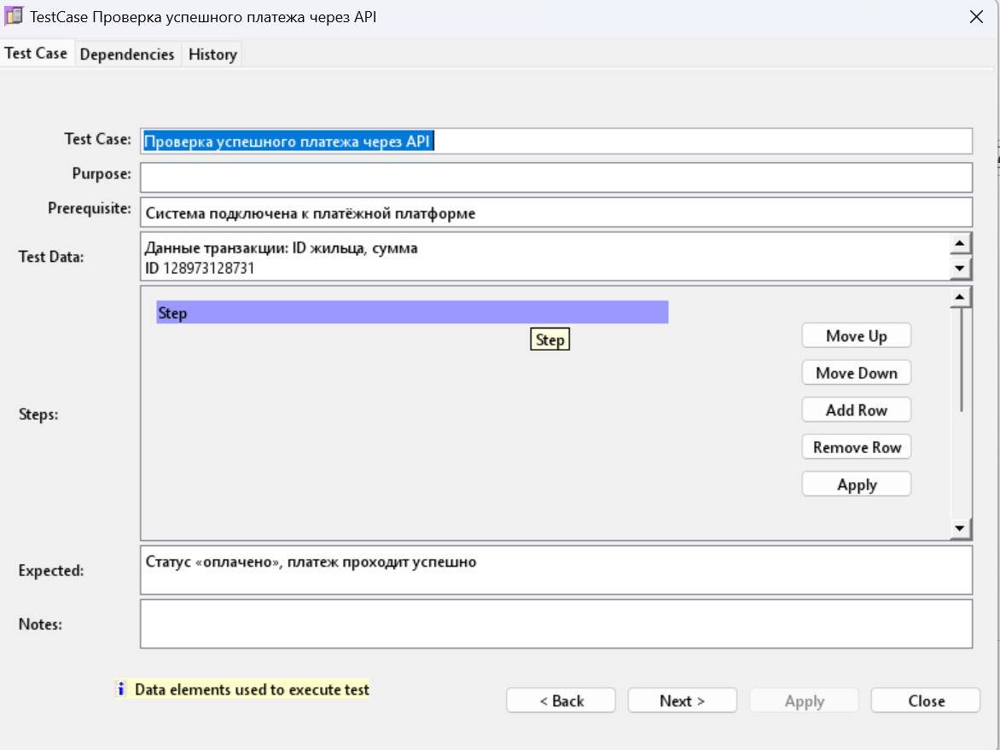 TestCase Проверка успешного платежа через API
Test Case Dependencies History
Test Case: Проверка успешного платежа через API
Purpose:
Prerequisite: Система подключена к платёжной платформе
Test Data: Данные транзакции: ID жильца, сумма
ID 128973128731
Steps:
Step
Step
Move Up
Move Down
Add Row
Remove Row
Apply
Expected: Статус «оплачено», платеж проходит успешно
Notes:
i Data elements used to execute test
< Back Next > Apply Close